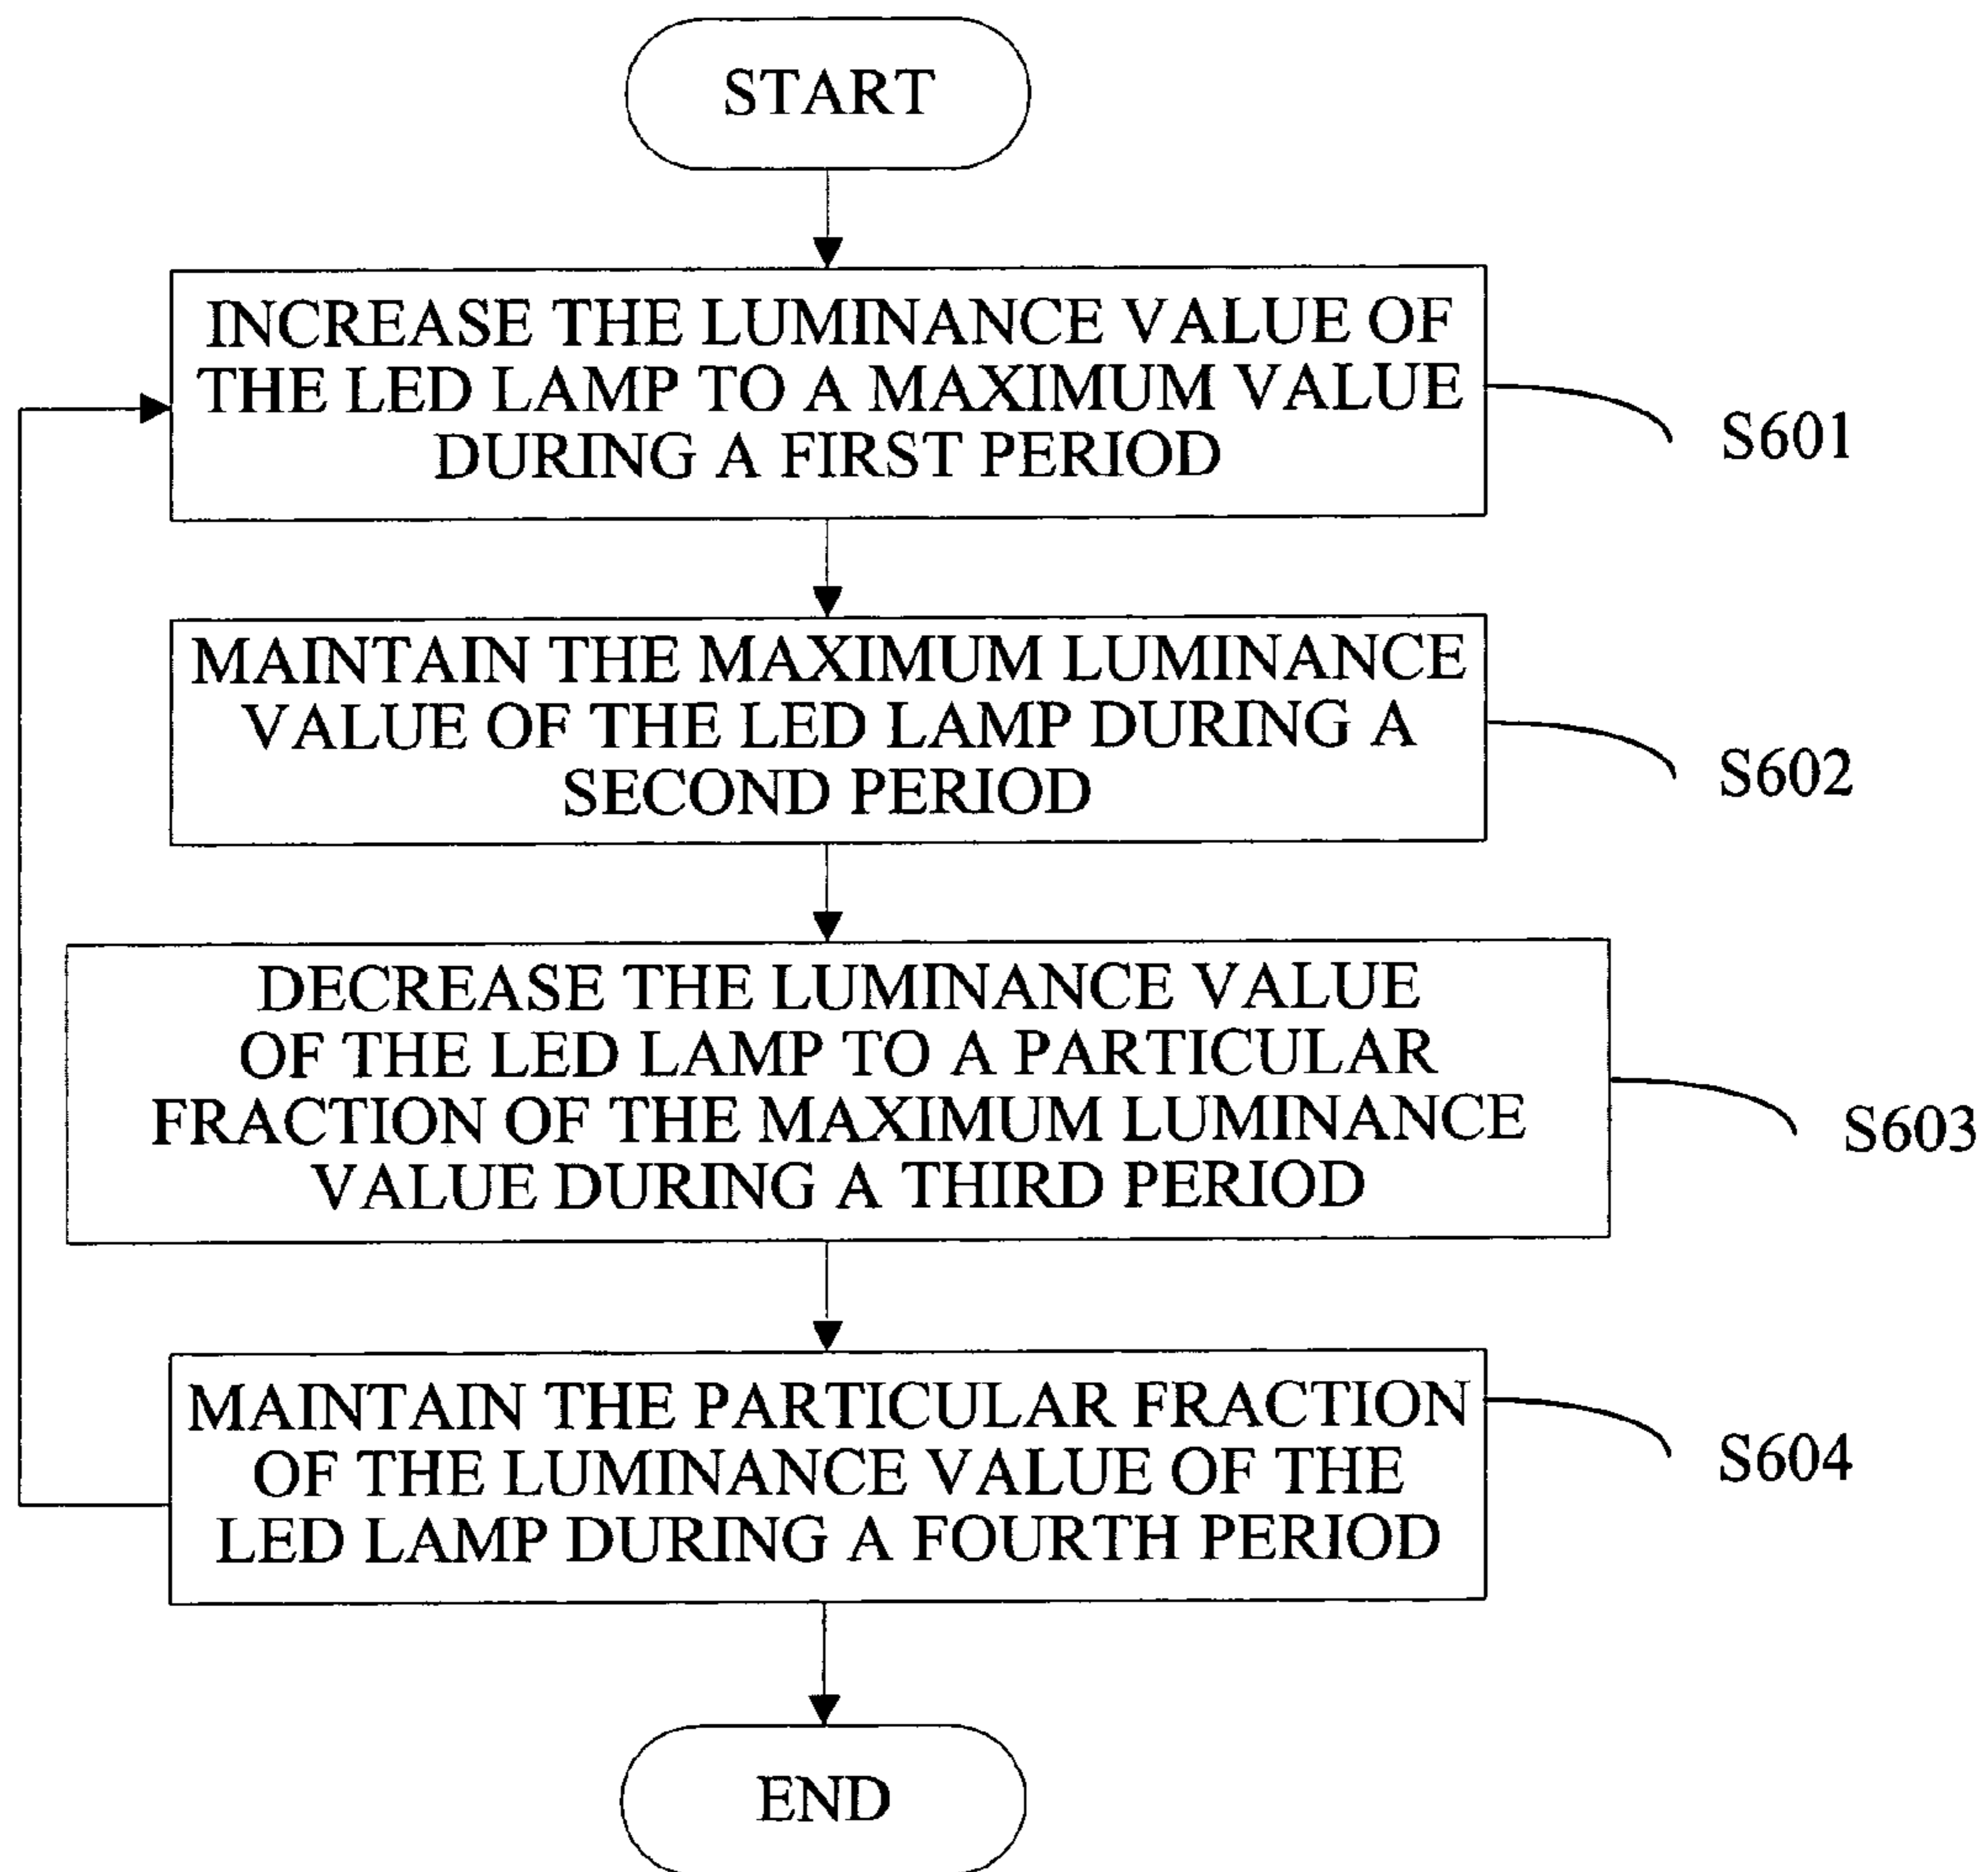 START
INCREASE THE LUMINANCE VALUE OF
THE LED LAMP TO A MAXIMUM VALUE
DURING A FIRST PERIOD
S601
MAINTAIN THE MAXIMUM LUMINANCE
VALUE OF THE LED LAMP DURING A
SECOND PERIOD
S602
DECREASE THE LUMINANCE VALUE
OF THE LED LAMP TO A PARTICULAR
FRACTION OF THE MAXIMUM LUMINANCE
VALUE DURING A THIRD PERIOD
S603
MAINTAIN THE PARTICULAR FRACTION
OF THE LUMINANCE VALUE OF THE
LED LAMP DURING A FOURTH PERIOD
S604
END